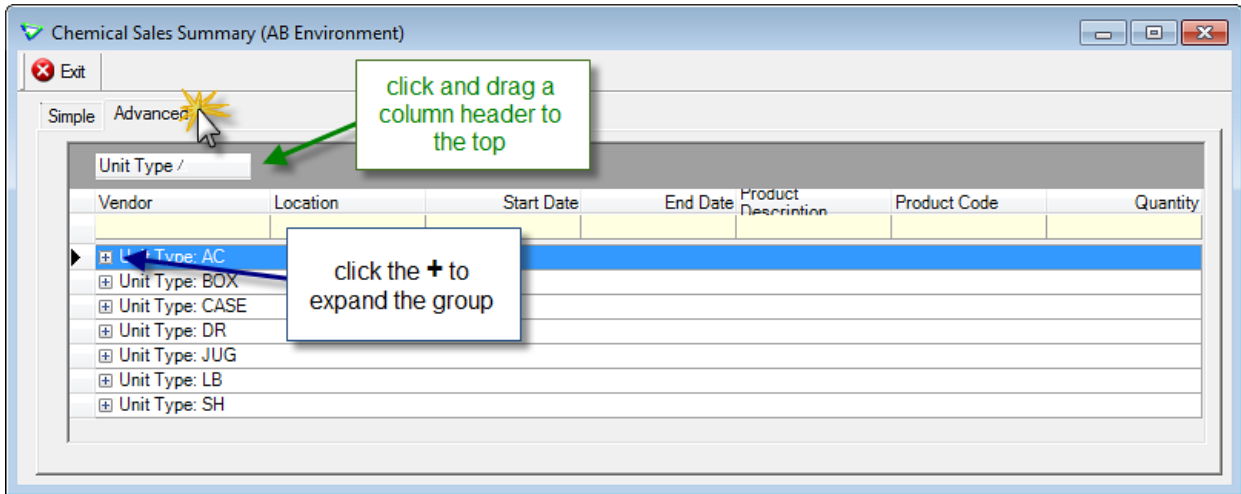 Chemical Sales Summary (AB Environment)
Exit
Simple Advanced
click and drag a
column header to
the top
Unit Type
Vendor Location Start Date End Date Product Description Product Code Quantity
Unit Type: AC
Unit Type: BOX
Unit Type: CASE
Unit Type: DR
Unit Type: JUG
Unit Type: LB
Unit Type: SH
click the + to
expand the group